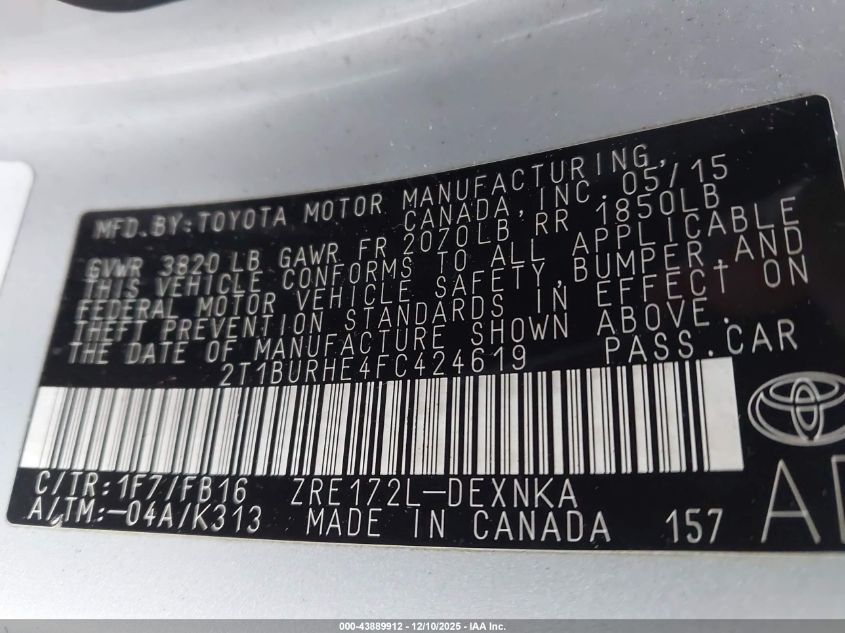 MFD.BY:TOYOTA MOTOR MANUFACTURING,
CANADA, INC. 05/15
GVWR 3820 LB GAWR FR 2070LB RR 1850LB
THIS VEHICLE CONFORMS TO ALL APPLICABLE
FEDERAL MOTOR VEHICLE SAFETY, BUMPER, AND
THEFT PREVENTION STANDARDS IN EFFECT ON
THE DATE OF MANUFACTURE SHOWN ABOVE.
2T1BURHE4FC424619 PASS.CAR
C/TR:1F7/FB16 ZRE172L-DEXNKA
A/TM:-04A/K313 MADE IN CANADA 157
000-43889912 - 12/10/2025 - IAA Inc.